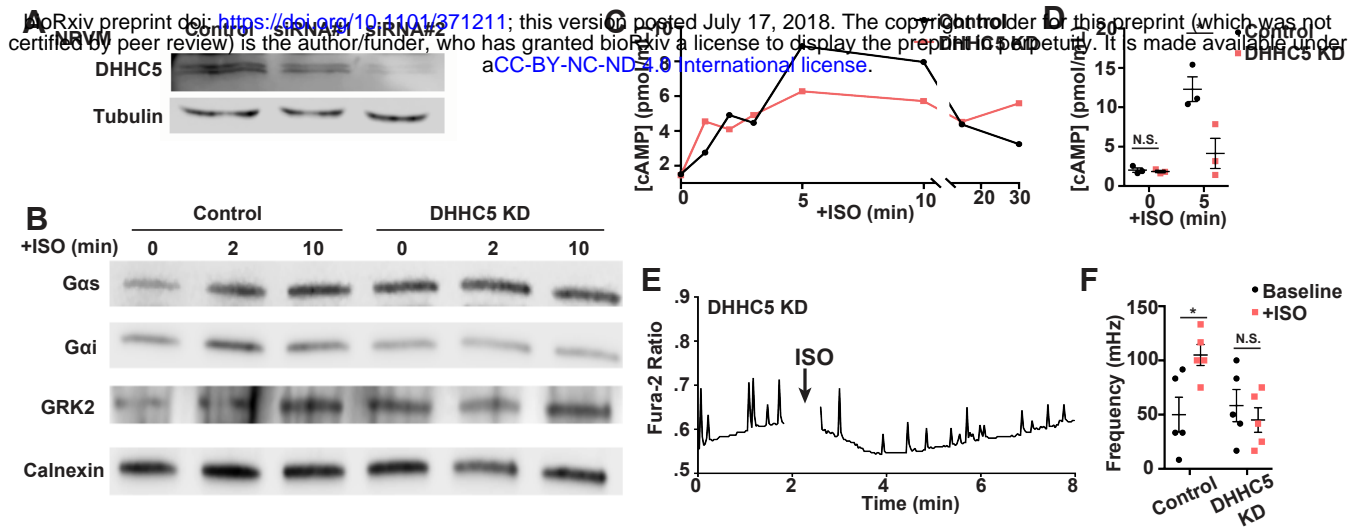 bioRxiv preprint doi: https://doi.org/10.1101/371211; this version posted July 17, 2018. The copyright holder for this preprint (which was not
certified by peer review) is the author/funder, who has granted bioRxiv a license to display the preprint in perpetuity. It is made available under
aCC-BY-NC-ND 4.0 International license.
A
NRVM
Control siRNA#1 siRNA#2
DHHC5
Tubulin
B
Control DHHC5 KD
+ISO (min) 0 2 10 0 2 10
Gαs
Gαi
GRK2
Calnexin
C
Control
DHHC5 KD
[cAMP] (pmol/mL)
10
8
6
4
2
0 5 10 20 30
+ISO (min)
D
Control
DHHC5 KD
[cAMP] (pmol/mL)
20
15
10
5
0
N.S.
0 5
+ISO (min)
E
DHHC5 KD
ISO
Fura-2 Ratio
.9
.8
.7
.6
.5
0 2 4 6 8
Time (min)
F
Baseline
+ISO
Frequency (mHz)
150
100
50
0
*
N.S.
Control
DHHC5
KD